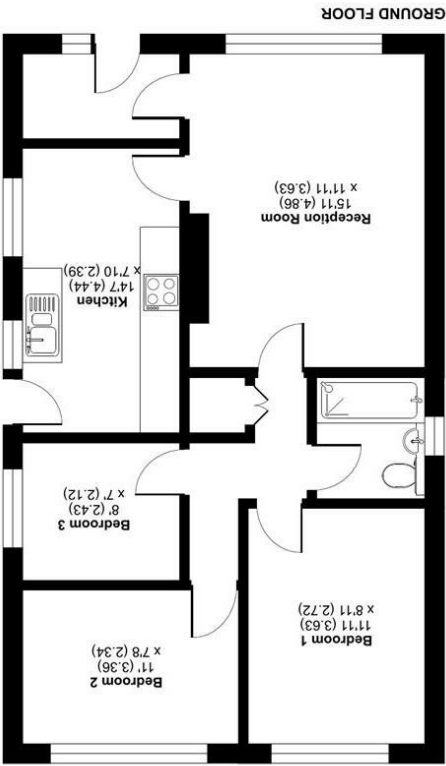 Bedroom 1
11'11 (3.63)
x 8'11 (2.72)
Bedroom 2
11' (3.36)
x 7'8 (2.34)
Bedroom 3
8' (2.43)
x 7' (2.12)
Kitchen
14'7 (4.44)
x 7'10 (2.39)
Reception Room
15'11 (4.86)
x 11'11 (3.63)
GROUND FLOOR